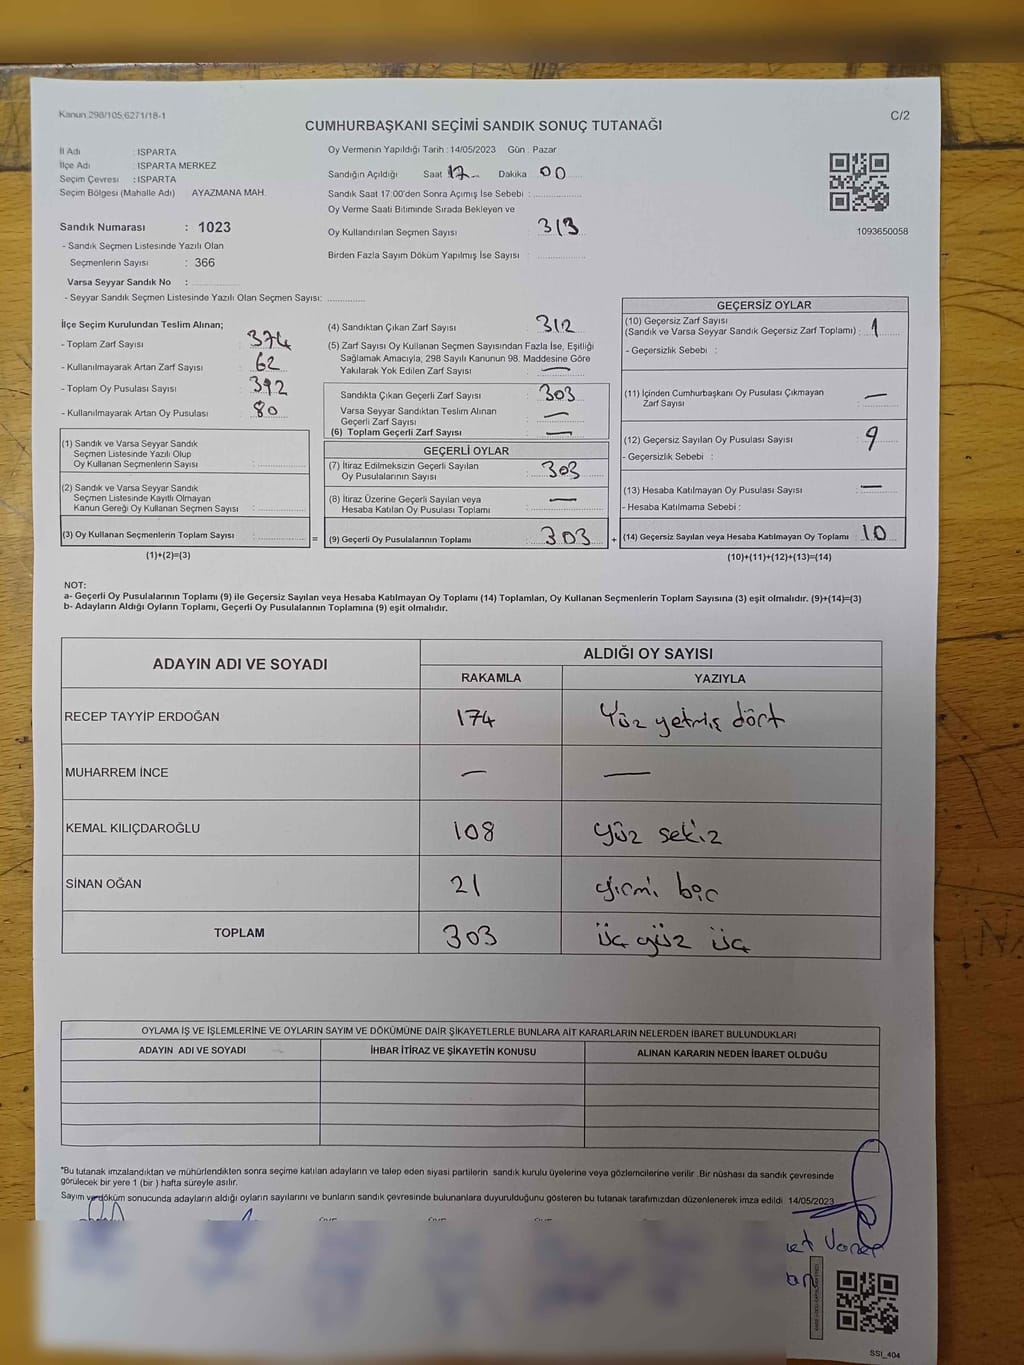 Kanun 298/105,6271/18-1
C/2
CUMHURBAŞKANI SEÇİMİ SANDIK SONUÇ TUTANAĞI
İl Adı : ISPARTA
İlçe Adı : ISPARTA MERKEZ
Seçim Çevresi : ISPARTA
Seçim Bölgesi (Mahalle Adı) AYAZMANA MAH.
Sandık Numarası : 1023
- Sandık Seçmen Listesinde Yazılı Olan
Seçmenlerin Sayısı : 366
Varsa Seyyar Sandık No :
- Seyyar Sandık Seçmen Listesinde Yazılı Olan Seçmen Sayısı:
Oy Vermenin Yapıldığı Tarih : 14/05/2023 Gün : Pazar
Sandığın Açıldığı Saat 17 Dakika 00
Sandık Saat 17:00'den Sonra Açımış İse Sebebi :
Oy Verme Saati Bitiminde Sırada Bekleyen ve
Oy Kullandırılan Seçmen Sayısı : 313
Birden Fazla Sayım Döküm Yapılmış İse Sayısı :
1093650058
İlçe Seçim Kurulundan Teslim Alınan;
- Toplam Zarf Sayısı : 374
- Kullanılmayarak Artan Zarf Sayısı : 62
- Toplam Oy Pusulası Sayısı : 392
- Kullanılmayarak Artan Oy Pusulası : 80
(1) Sandık ve Varsa Seyyar Sandık
Seçmen Listesinde Yazılı Olup
Oy Kullanan Seçmenlerin Sayısı :
(2) Sandık ve Varsa Seyyar Sandık
Seçmen Listesinde Kayıtlı Olmayan
Kanun Gereği Oy Kullanan Seçmen Sayısı :
(3) Oy Kullanan Seçmenlerin Toplam Sayısı :
(1)+(2)=(3)
=
(4) Sandıktan Çıkan Zarf Sayısı : 312
(5) Zarf Sayısı Oy Kullanan Seçmen Sayısından Fazla İse, Eşitliği
Sağlamak Amacıyla, 298 Sayılı Kanunun 98. Maddesine Göre
Yakılarak Yok Edilen Zarf Sayısı : —
Sandıkta Çıkan Geçerli Zarf Sayısı : 303
Varsa Seyyar Sandıktan Teslim Alınan
Geçerli Zarf Sayısı : —
(6) Toplam Geçerli Zarf Sayısı : —
GEÇERLİ OYLAR
(7) İtiraz Edilmeksizin Geçerli Sayılan
Oy Pusulalarının Sayısı : 303
(8) İtiraz Üzerine Geçerli Sayılan veya
Hesaba Katılan Oy Pusulası Toplamı : —
(9) Geçerli Oy Pusulalarının Toplamı : 303
+
GEÇERSİZ OYLAR
(10) Geçersiz Zarf Sayısı
(Sandık ve Varsa Seyyar Sandık Geçersiz Zarf Toplamı) : 1
- Geçersizlik Sebebi :
(11) İçinden Cumhurbaşkanı Oy Pusulası Çıkmayan
Zarf Sayısı : —
(12) Geçersiz Sayılan Oy Pusulası Sayısı : 9
- Geçersizlik Sebebi :
(13) Hesaba Katılmayan Oy Pusulası Sayısı : —
- Hesaba Katılmama Sebebi :
(14) Geçersiz Sayılan veya Hesaba Katılmayan Oy Toplamı : 10
(10)+(11)+(12)+(13)=(14)
NOT:
a- Geçerli Oy Pusulalarının Toplamı (9) ile Geçersiz Sayılan veya Hesaba Katılmayan Oy Toplamı (14) Toplamları, Oy Kullanan Seçmenlerin Toplam Sayısına (3) eşit olmalıdır. (9)+(14)=(3)
b- Adayların Aldığı Oyların Toplamı, Geçerli Oy Pusulalarının Toplamına (9) eşit olmalıdır.
ADAYIN ADI VE SOYADI
ALDIĞI OY SAYISI
RAKAMLA YAZIYLA
RECEP TAYYİP ERDOĞAN 174 Yüz yetmiş dört
MUHARREM İNCE — —
KEMAL KILIÇDAROĞLU 108 yüz sekiz
SİNAN OĞAN 21 yirmi bir
TOPLAM 303 üç yüz üç
OYLAMA İŞ VE İŞLEMLERİNE VE OYLARIN SAYIM VE DÖKÜMÜNE DAİR ŞİKAYETLERLE BUNLARA AİT KARARLARIN NELERDEN İBARET BULUNDUKLARI
ADAYIN ADI VE SOYADI İHBAR İTİRAZ VE ŞİKAYETİN KONUSU ALINAN KARARIN NEDEN İBARET OLDUĞU
*Bu tutanak imzalandıktan ve mühürlendikten sonra seçime katılan adayların ve talep eden siyasi partilerin sandık kurulu üyelerine veya gözlemcilerine verilir. Bir nüshası da sandık çevresinde
görülecek bir yere 1 (bir) hafta süreyle asılır.
Sayım ve döküm sonucunda adayların aldığı oyların sayılarını ve bunların sandık çevresinde bulunanlara duyurulduğunu gösteren bu tutanak tarafımızdan düzenlenerek imza edildi 14/05/2023
SSI_404